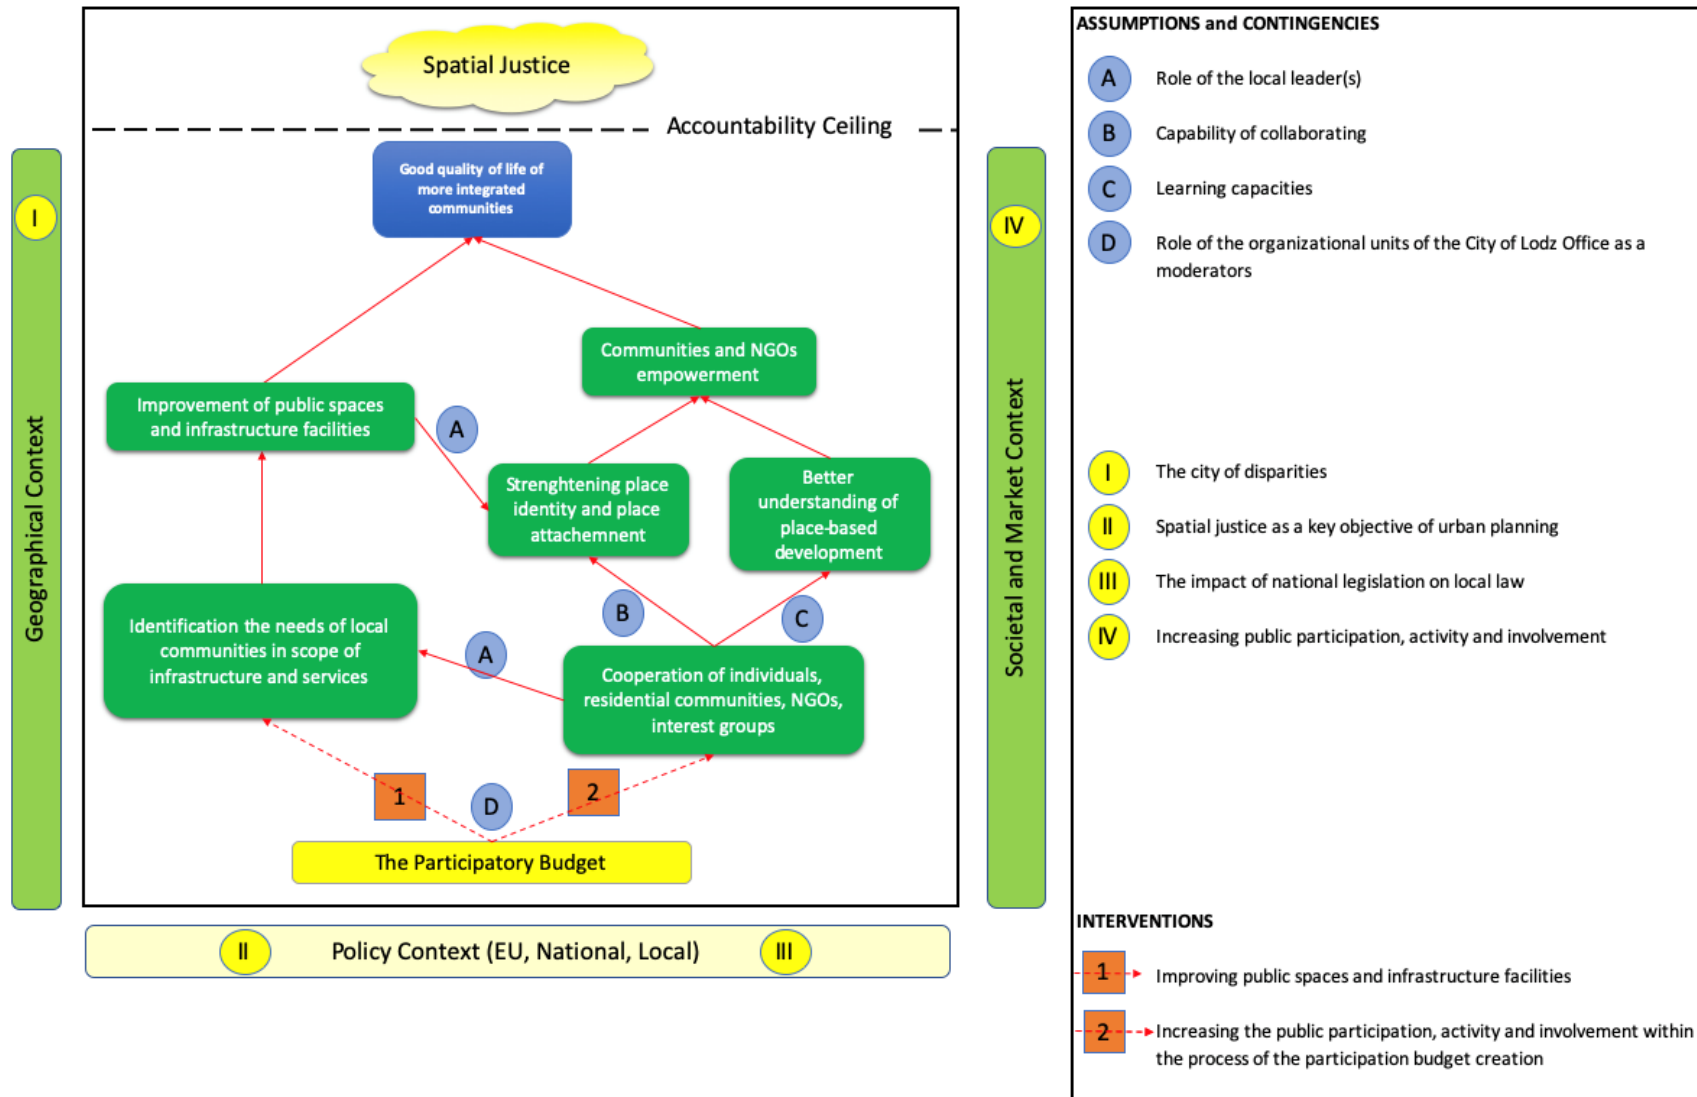 Spatial Justice
Accountability Ceiling
Good quality of life of
more integrated
communities
I
Geographical Context
Communities and NGOs
empowerment
Improvement of public spaces
and infrastructure facilities
A
Strenghtening place
identity and place
attachemnent
Better
understanding of
place-based
development
B
C
Identification the needs of local
communities in scope of
infrastructure and services
A
Cooperation of individuals,
residential communities, NGOs,
interest groups
1
D
2
The Participatory Budget
II
Policy Context (EU, National, Local)
III
IV
Societal and Market Context
ASSUMPTIONS and CONTINGENCIES
A
Role of the local leader(s)
B
Capability of collaborating
C
Learning capacities
D
Role of the organizational units of the City of Lodz Office as a
moderators
I
The city of disparities
II
Spatial justice as a key objective of urban planning
III
The impact of national legislation on local law
IV
Increasing public participation, activity and involvement
INTERVENTIONS
1
Improving public spaces and infrastructure facilities
2
Increasing the public participation, activity and involvement within
the process of the participation budget creation